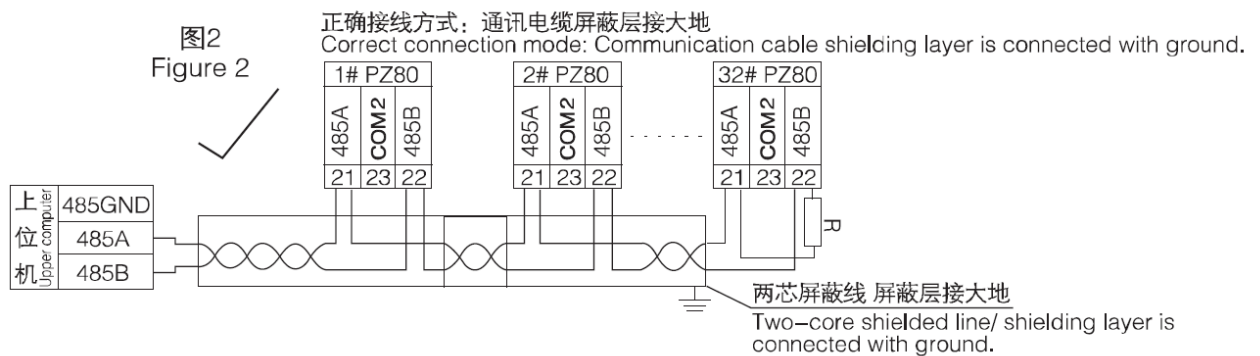 图2
Figure 2
正确接线方式：通讯电缆屏蔽层接大地
Correct connection mode: Communication cable shielding layer is connected with ground.
1# PZ80
485A
COM2
485B
21
23
22
2# PZ80
485A
COM2
485B
21
23
22
32# PZ80
485A
COM2
485B
21
23
22
R
上位机
Upper computer
485GND
485A
485B
两芯屏蔽线 屏蔽层接大地
Two-core shielded line/ shielding layer is
connected with ground.